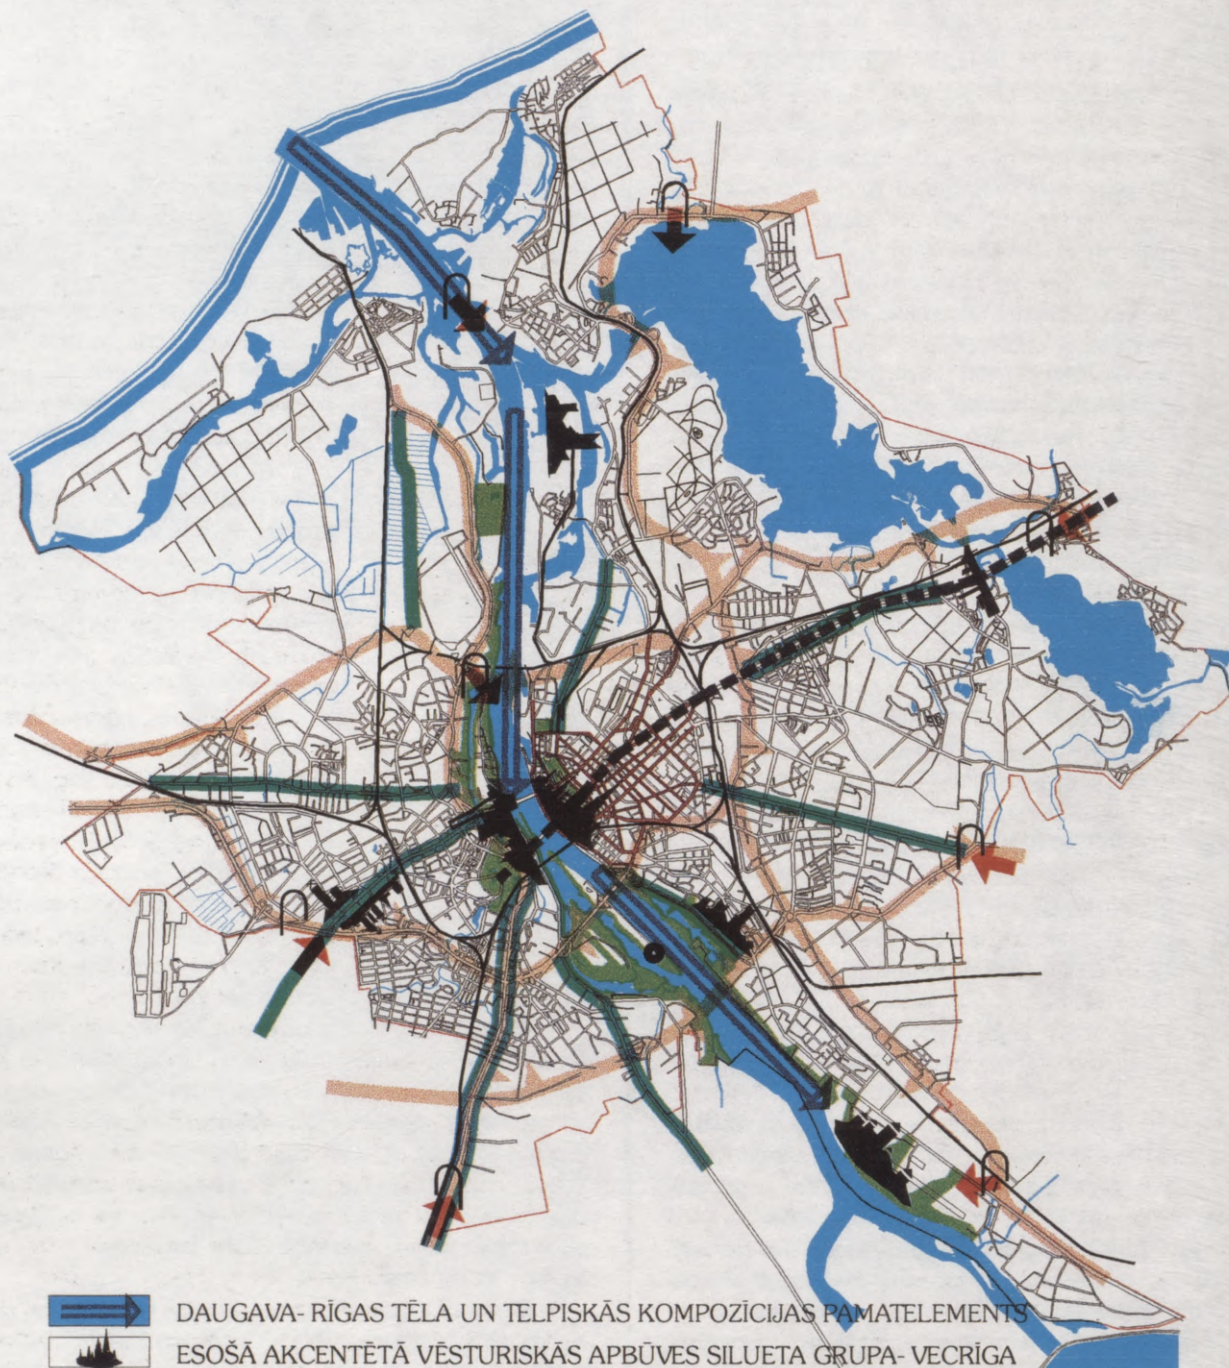 DAUGAVA- RĪGAS TĒLA UN TELPISKĀS KOMPOZĪCIJAS PAMATELEMENTS
ESOŠĀ AKCENTĒTĀ VĒSTURISKĀS APBŪVES SILUETA GRUPA- VECRĪGA